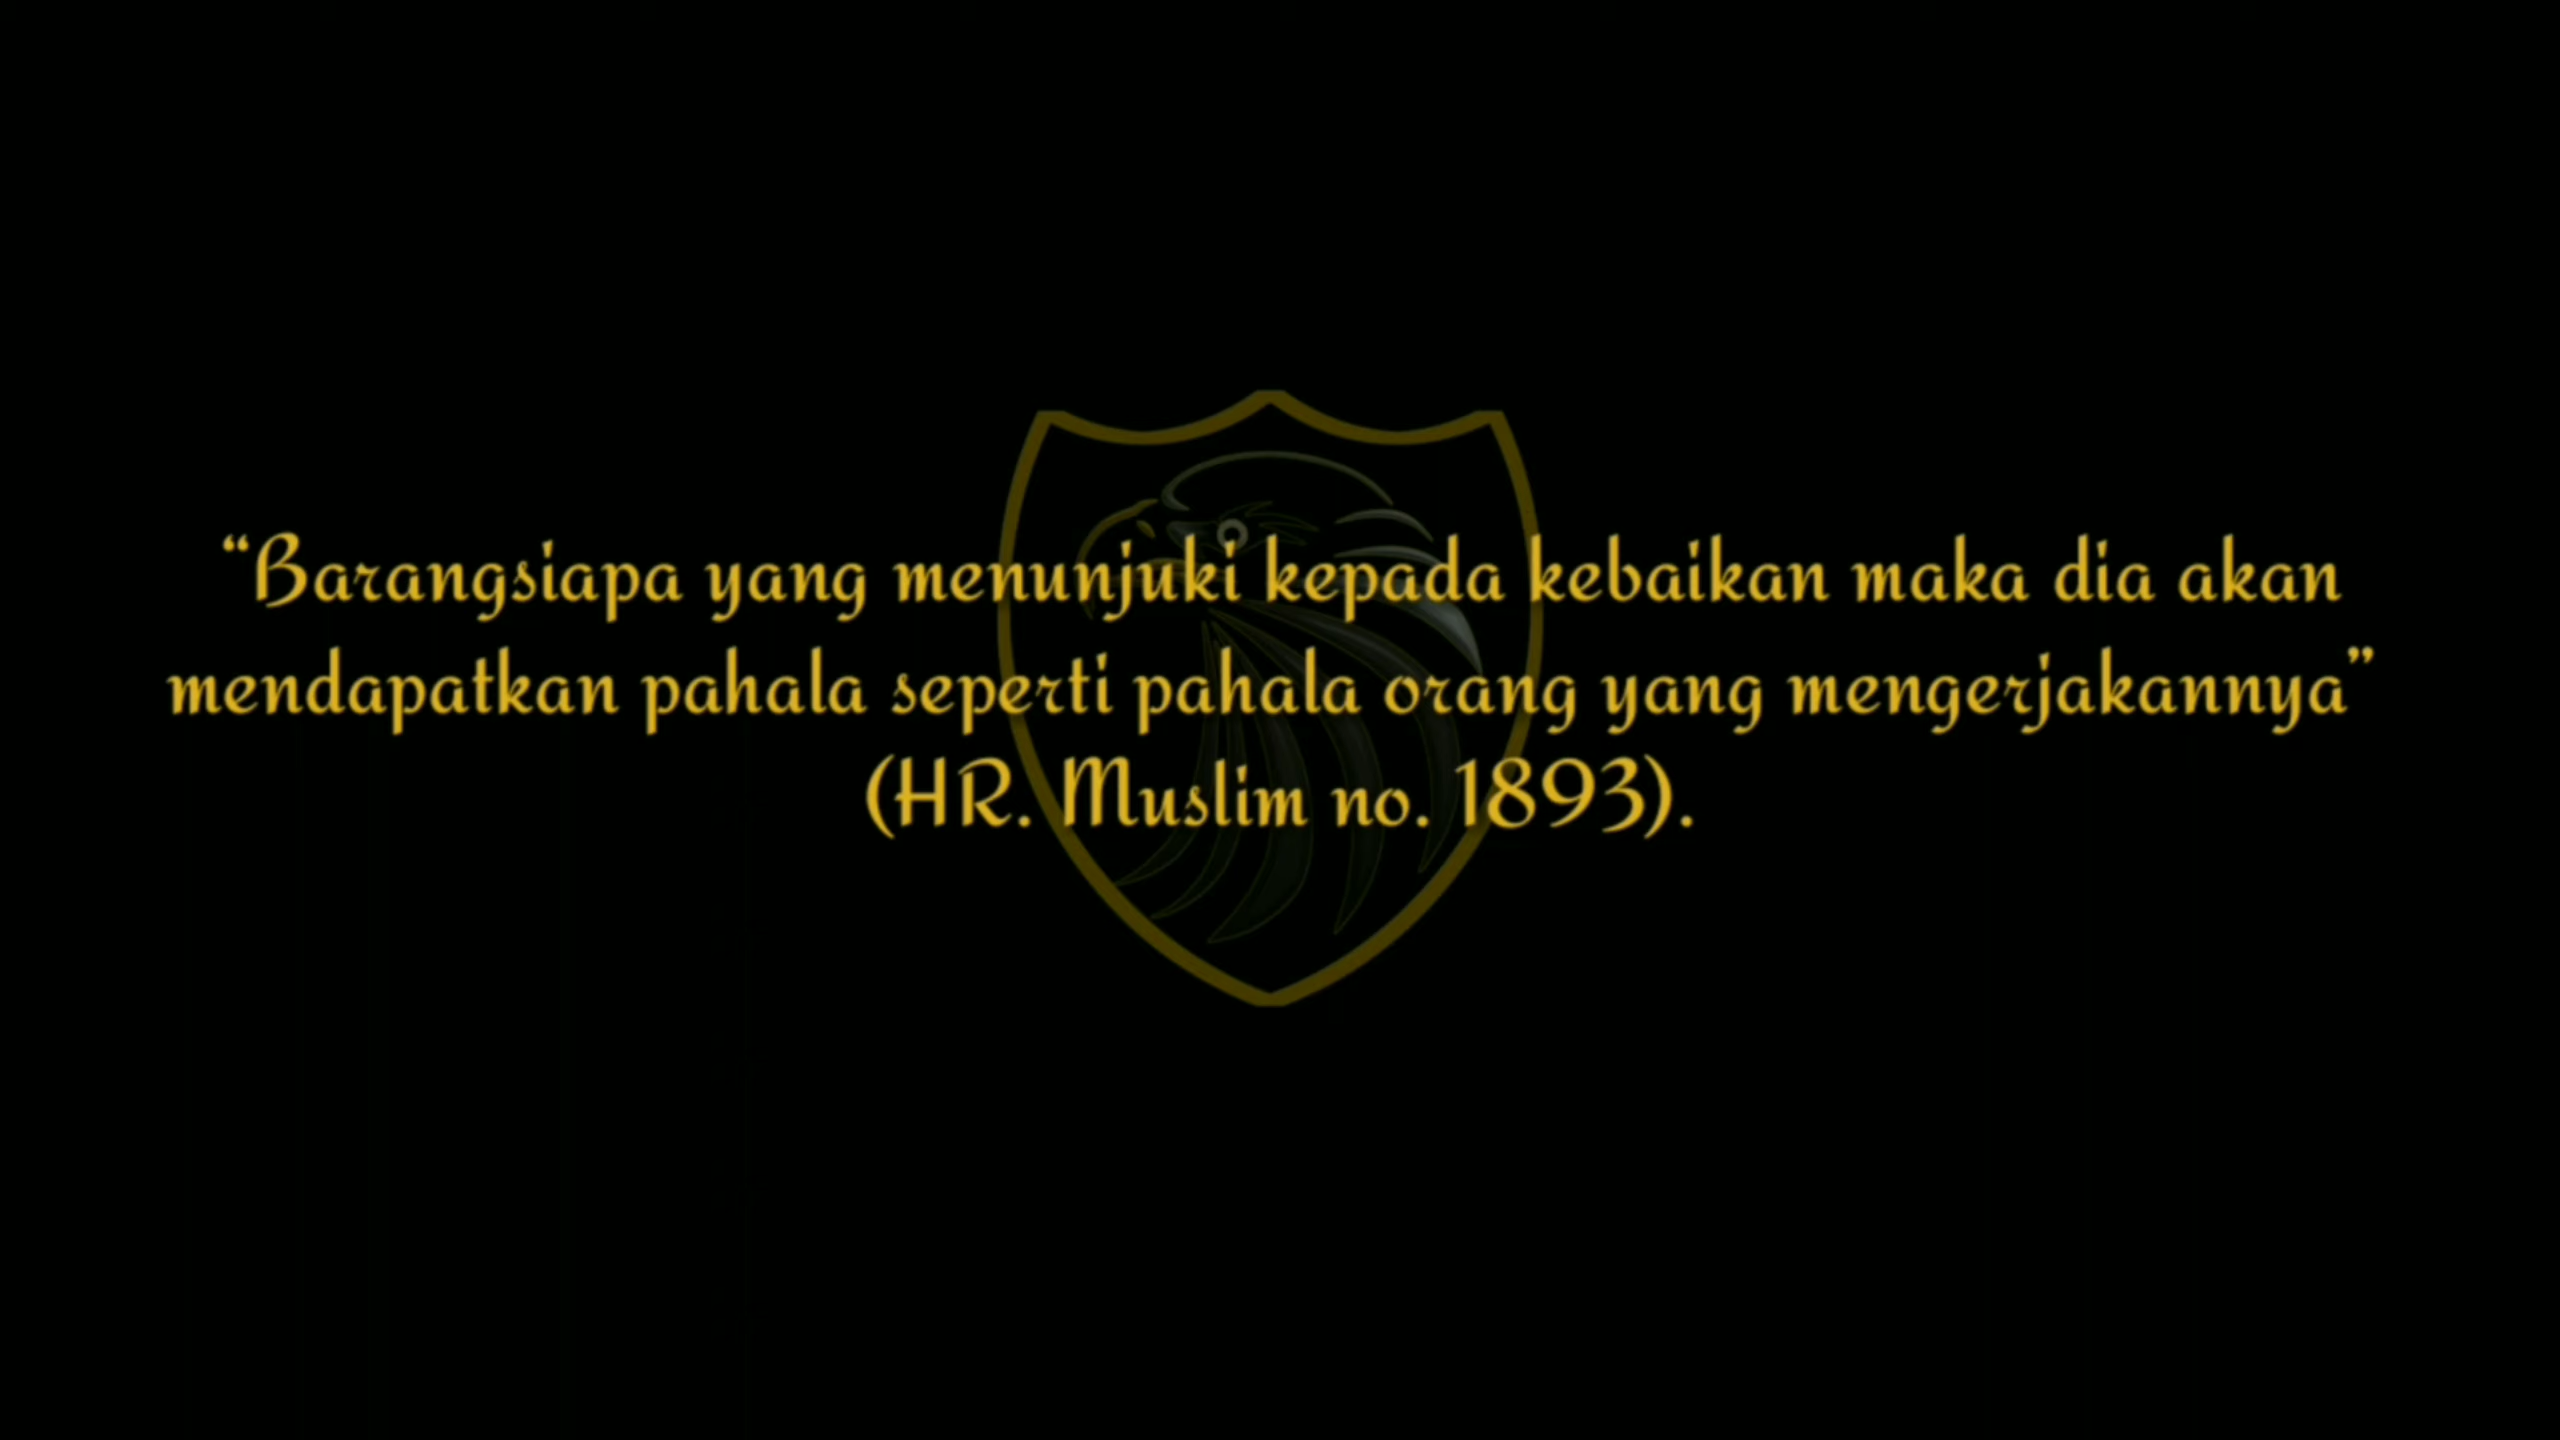 “Barangsiapa yang menunjuki kepada kebaikan maka dia akan
mendapatkan pahala seperti pahala orang yang mengerjakannya”
(HR. Muslim no. 1893).